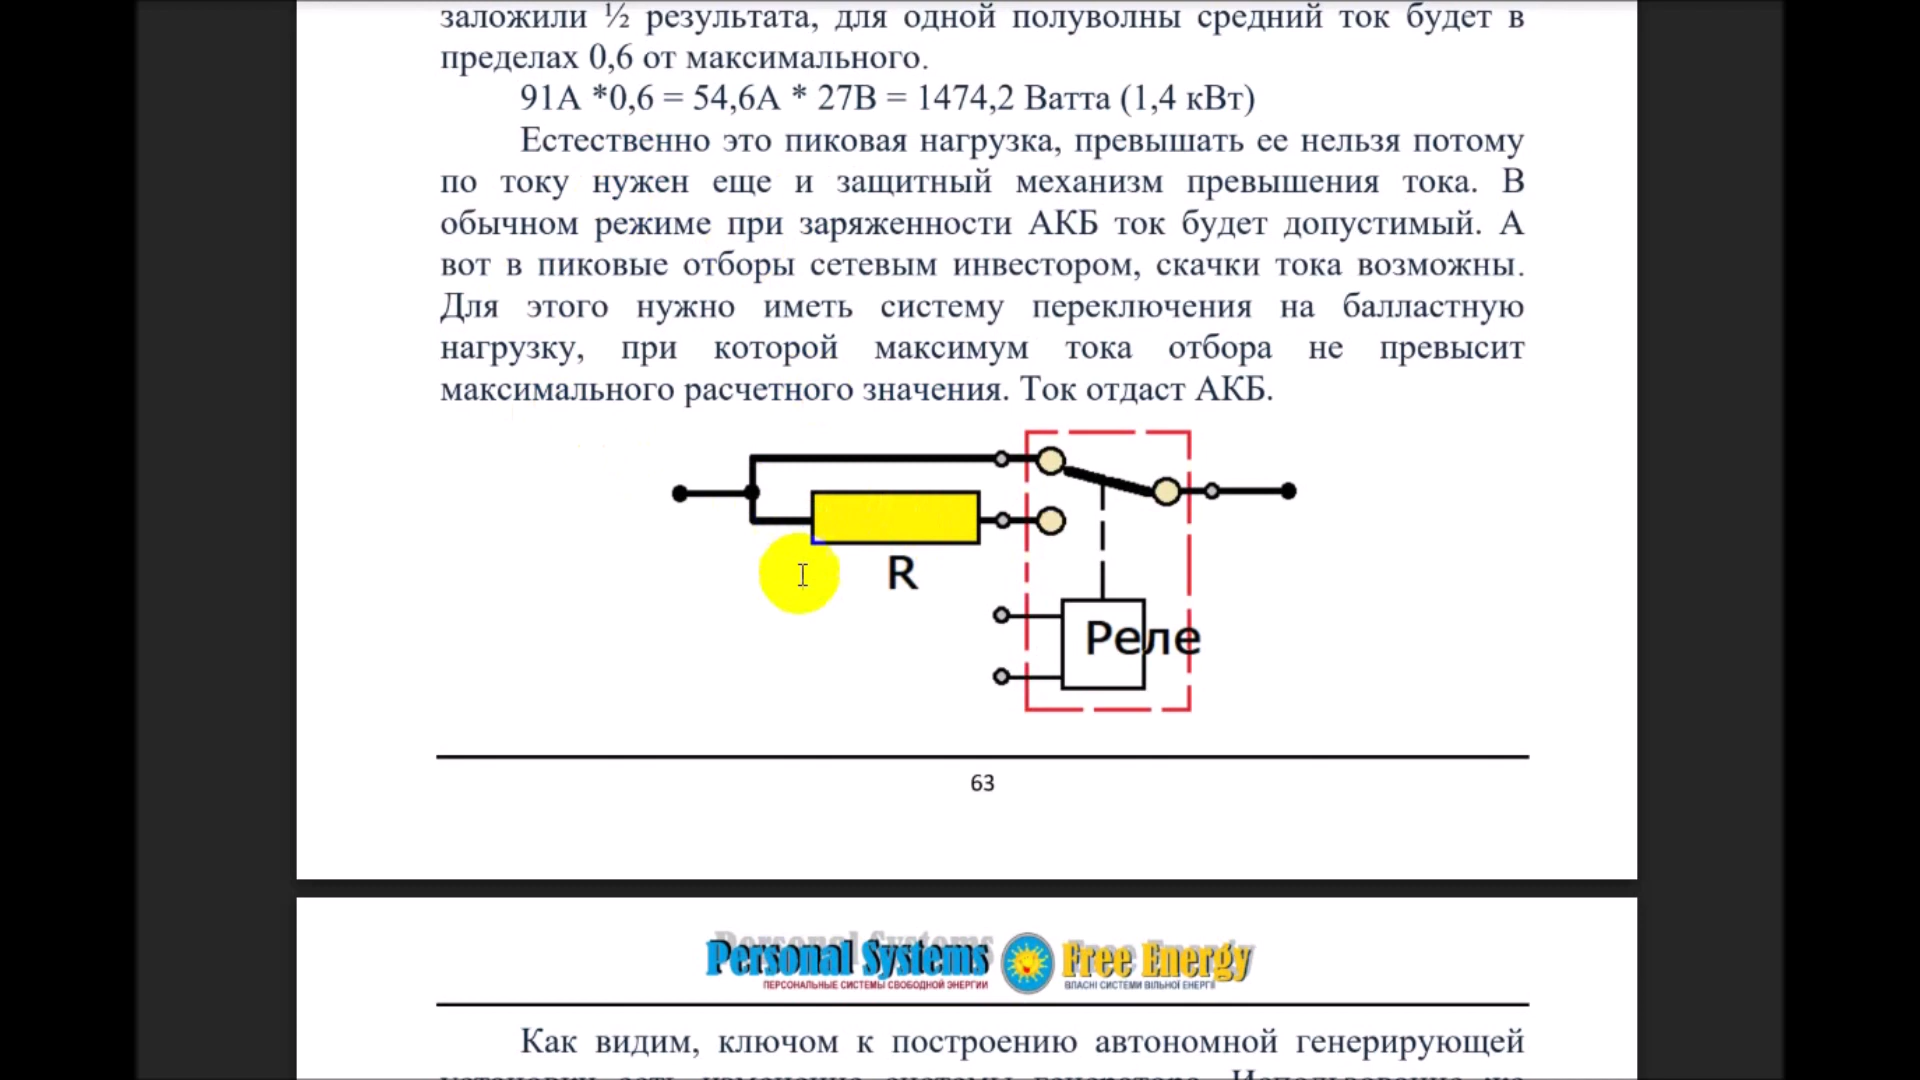 заложили ½ результата, для одной полуволны средний ток будет в
пределах 0,6 от максимального.
91А *0,6 = 54,6А * 27В = 1474,2 Ватта (1,4 кВт)
Естественно это пиковая нагрузка, превышать ее нельзя потому
по току нужен еще и защитный механизм превышения тока. В
обычном режиме при заряженности АКБ ток будет допустимый. А
вот в пиковые отборы сетевым инвестором, скачки тока возможны.
Для этого нужно иметь систему переключения на балластную
нагрузку, при которой максимум тока отбора не превысит
максимального расчетного значения. Ток отдаст АКБ.
R
Реле
63
Personal Systems Free Energy
ПЕРСОНАЛЬНЫЕ СИСТЕМЫ СВОБОДНОЙ ЭНЕРГИИ ВЛАСНІ СИСТЕМИ ВІЛЬНОЇ ЕНЕРГІЇ
Как видим, ключом к построению автономной генерирующей